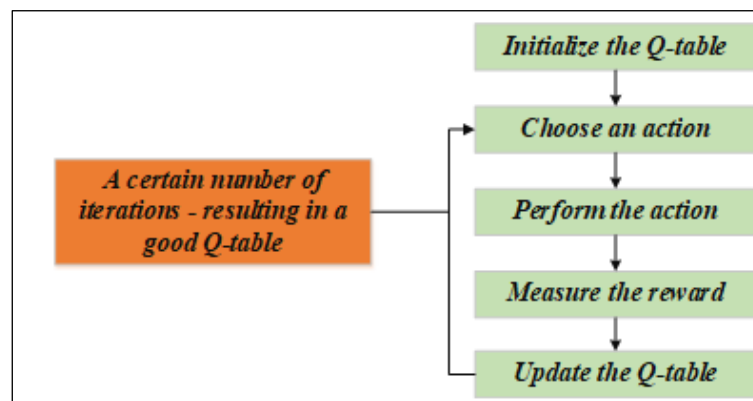 Initialize the Q-table
Choose an action
A certain number of
iterations - resulting in a
good Q-table
Perform the action
Measure the reward
Update the Q-table